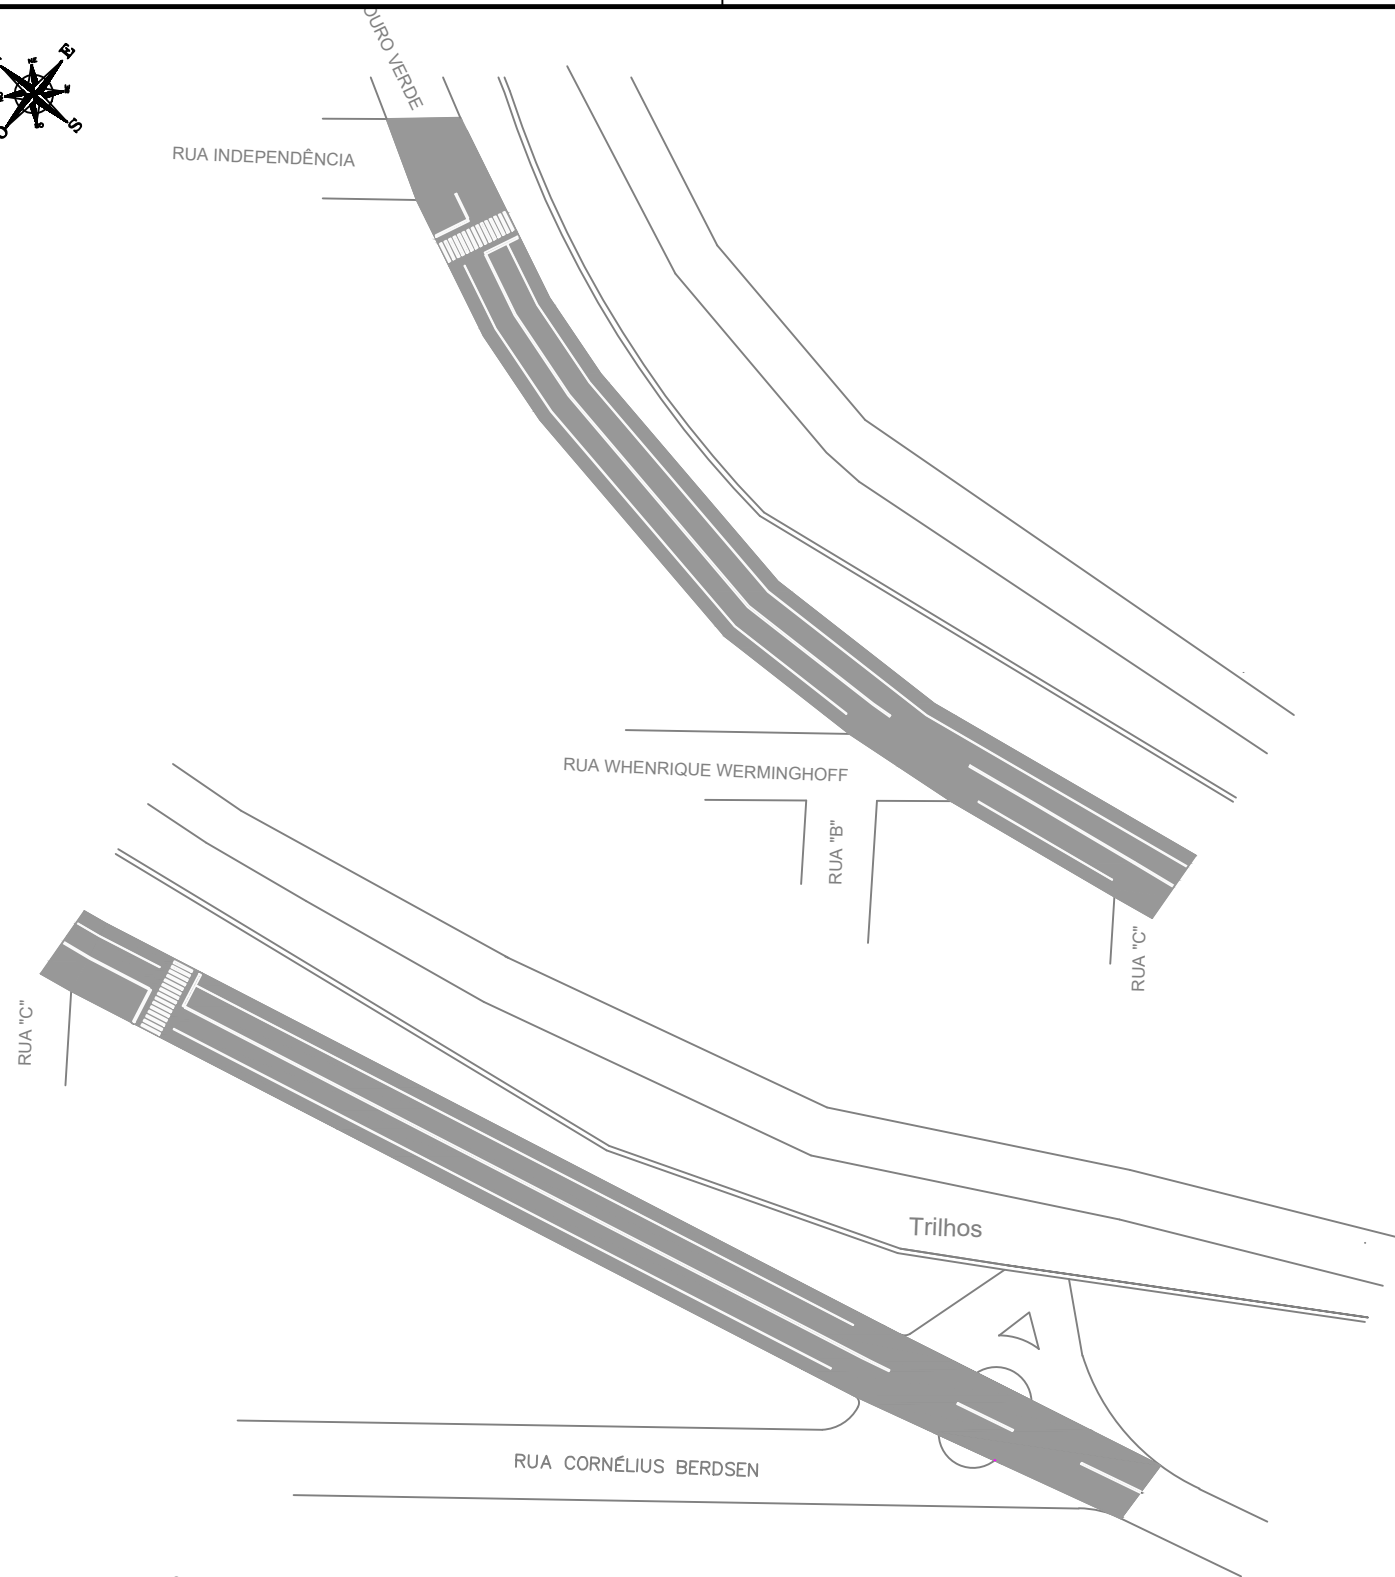 OURO VERDE
E
S
O
RUA INDEPENDÊNCIA
RUA WHENRIQUE WERMINGHOFF
RUA "B"
RUA "C"
RUA "C"
Trilhos
RUA CORNÉLIUS BERDSEN